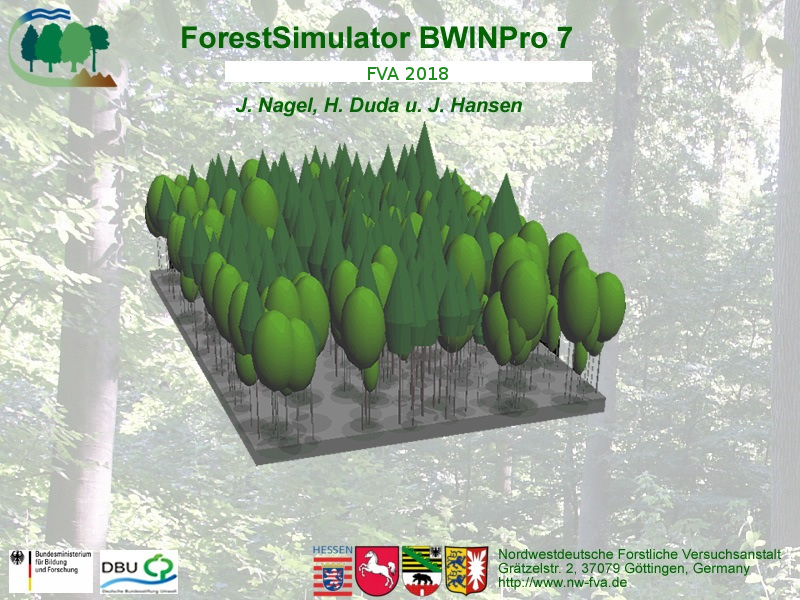 ForestSimulator BWINPro 7
FVA 2018
J. Nagel, H. Duda u. J. Hansen
Bundesministerium
für Bildung
und Forschung
DBU
Deutsche Bundesstiftung Umwelt
HESSEN
Nordwestdeutsche Forstliche Versuchsanstalt
Grätzelstr. 2, 37079 Göttingen, Germany
http://www.nw-fva.de